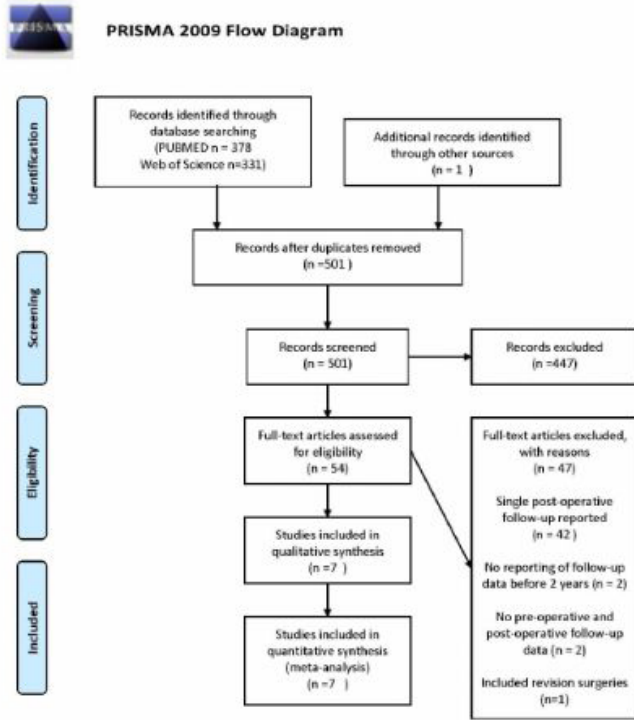 PRISMA
PRISMA 2009 Flow Diagram
Identification
Records identified through
database searching
(PUBMED n = 378
Web of Science n=331)
Additional records identified
through other sources
(n = 1 )
Records after duplicates removed
(n =501 )
Screening
Records screened
(n = 501)
Records excluded
(n =447)
Eligibility
Full-text articles assessed
for eligibility
(n = 54)
Full-text articles excluded,
with reasons
(n = 47)
Single post-operative
follow-up reported
(n = 42 )
No reporting of follow-up
data before 2 years (n = 2)
No pre-operative and
post-operative follow-up
data (n = 2)
Included revision surgeries
(n=1)
Studies included in
qualitative synthesis
(n =7 )
Included
Studies included in
quantitative synthesis
(meta-analysis)
(n =7 )